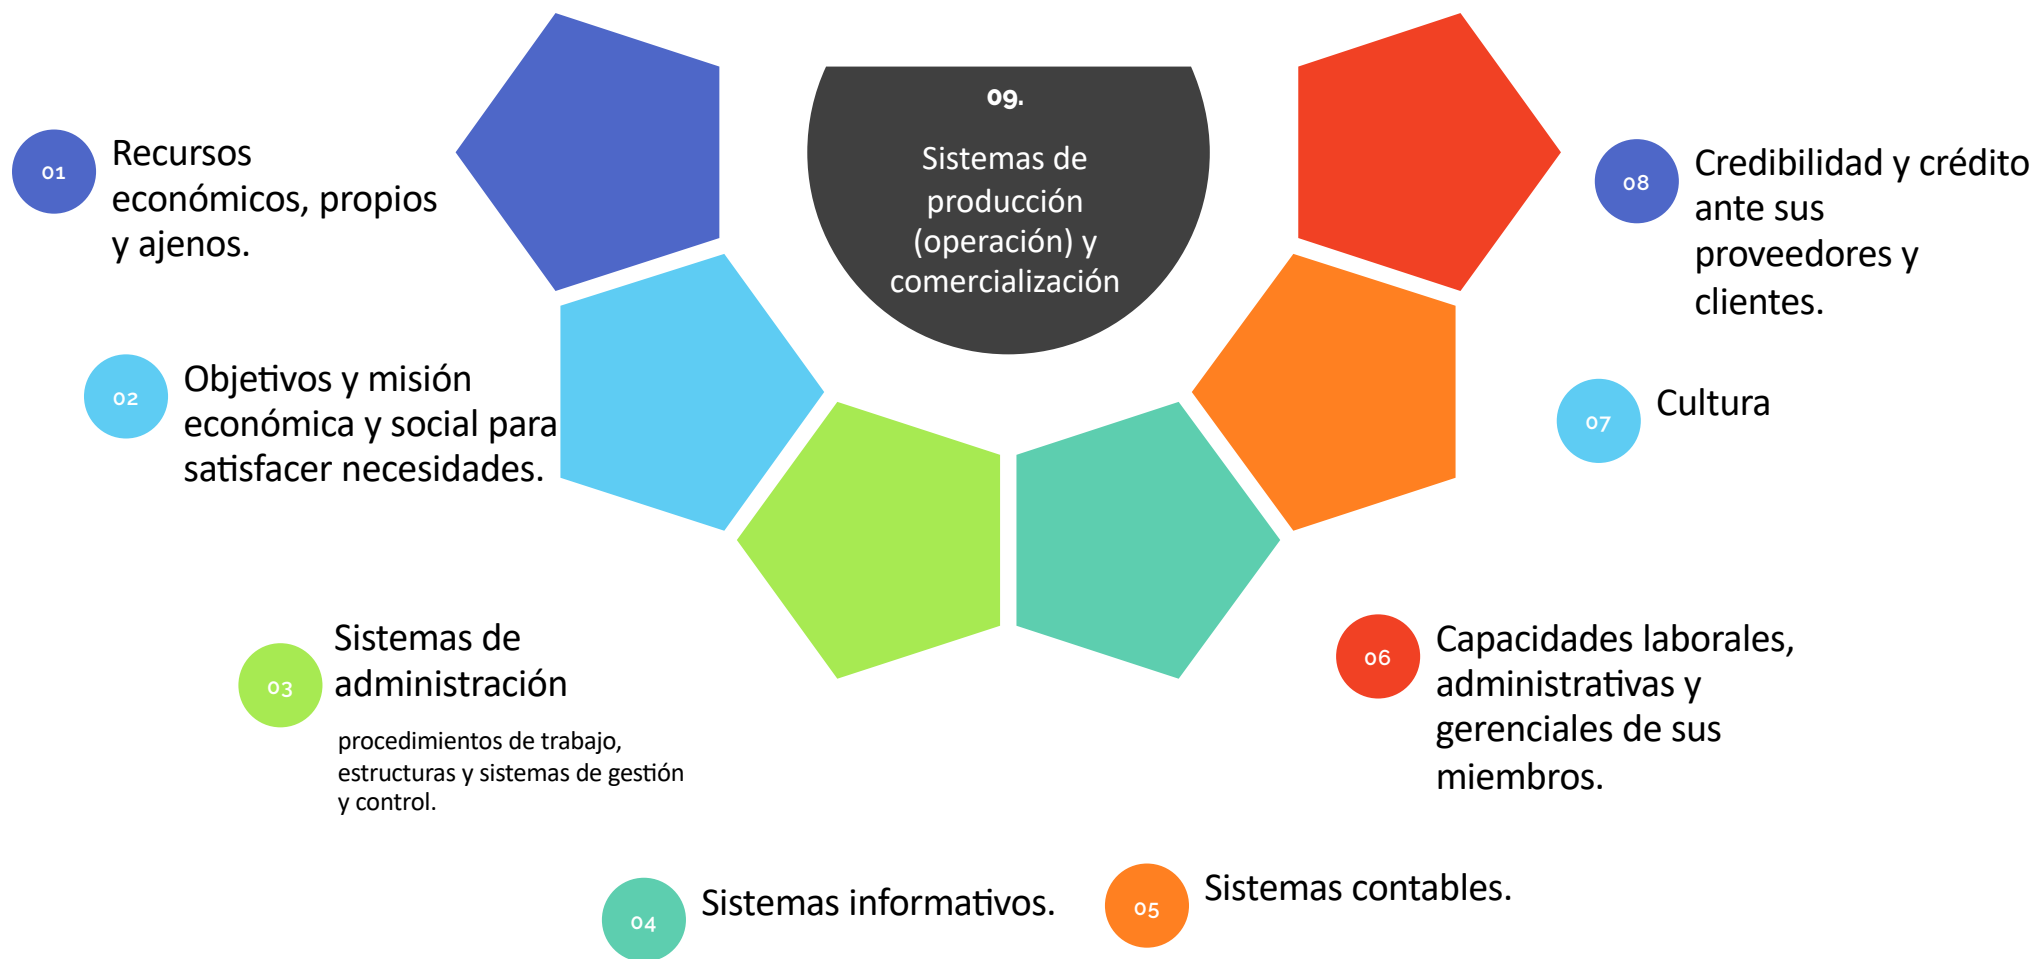 01
Recursos
económicos, propios
y ajenos.
02
Objetivos y misión
económica y social para
satisfacer necesidades.
03
Sistemas de
administración
procedimientos de trabajo,
estructuras y sistemas de gestión
y control.
04
Sistemas informativos.
05
Sistemas contables.
06
Capacidades laborales,
administrativas y
gerenciales de sus
miembros.
07
Cultura
08
Credibilidad y crédito
ante sus
proveedores y
clientes.
09.
Sistemas de
producción
(operación) y
comercialización